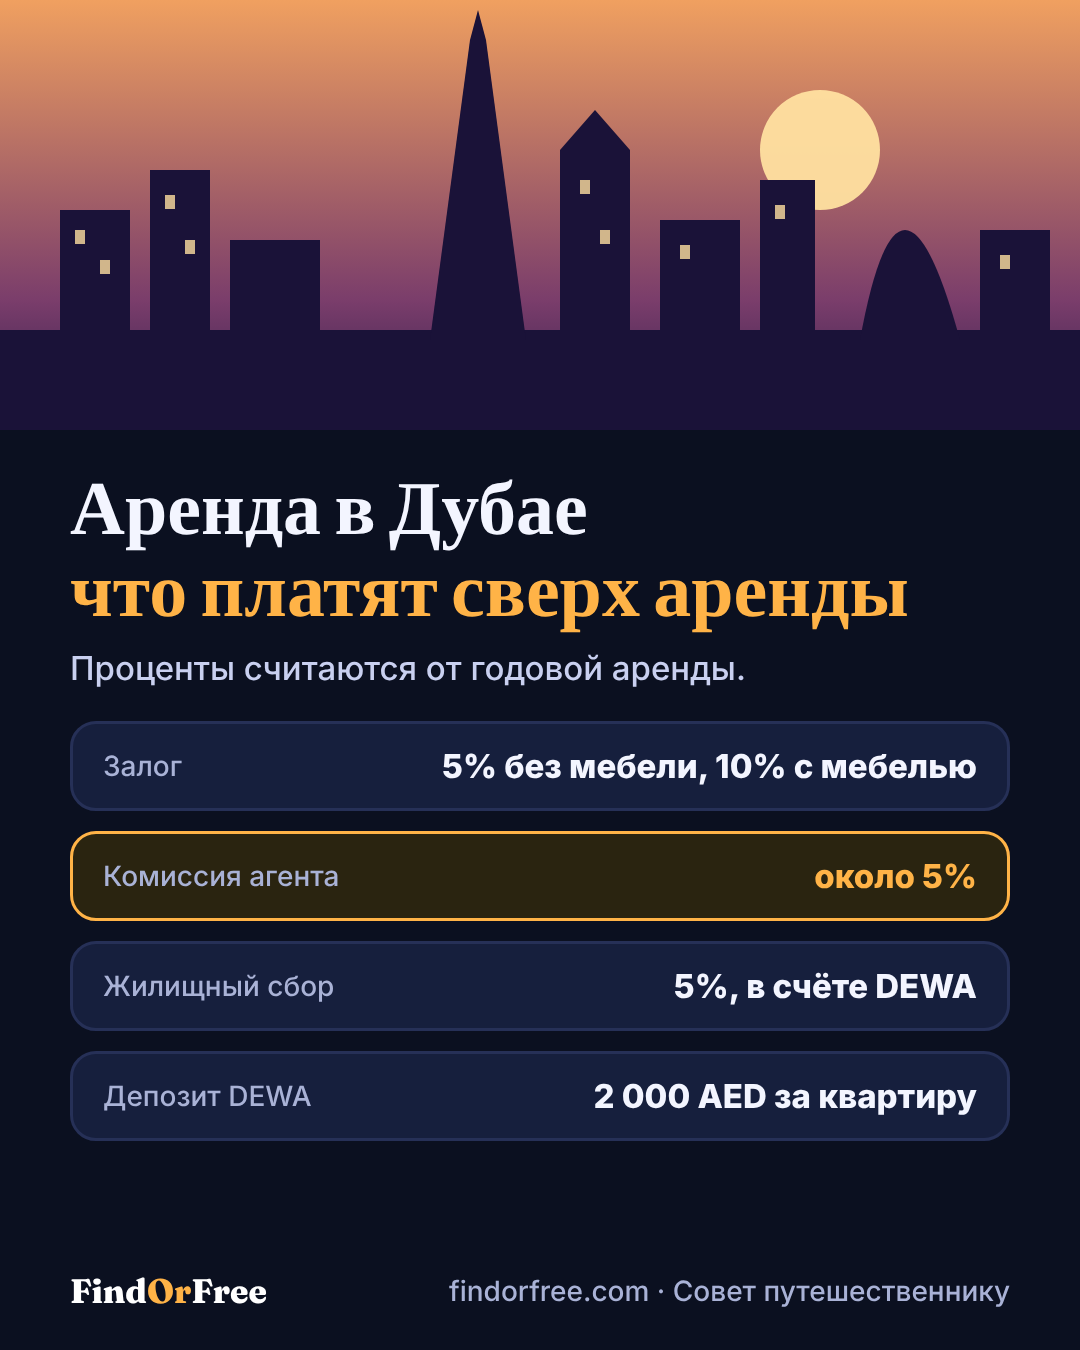 Аренда в Дубае
что платят сверх аренды
Проценты считаются от годовой аренды.
Залог 5% без мебели, 10% с мебелью
Комиссия агента около 5%
Жилищный сбор 5%, в счёте DEWA
Депозит DEWA 2 000 AED за квартиру
FindOrFree findorfree.com · Совет путешественнику